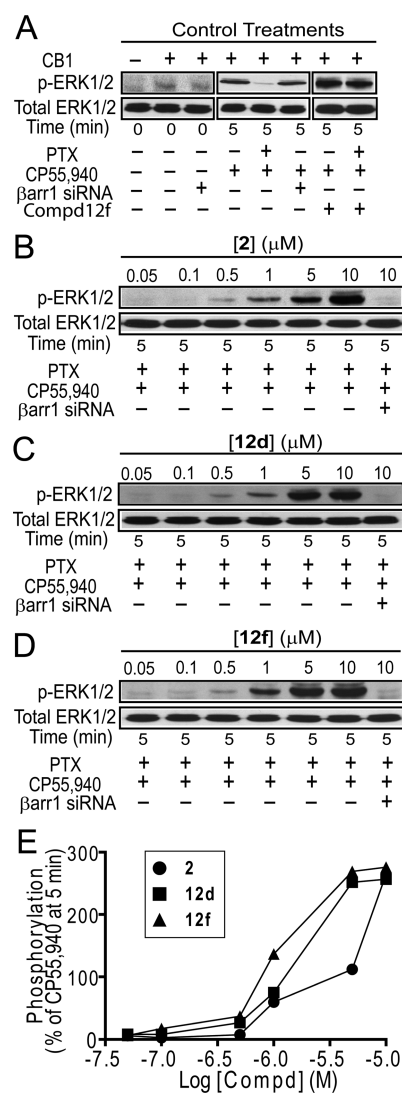 A
Control Treatments
CB1 – + + + + + + +
p-ERK1/2
Total ERK1/2
Time (min) 0 0 0 5 5 5 5 5
PTX – – – – + – – +
CP55,940 – – – + + + + +
βarr1 siRNA – – + – – + – –
Compd12f – – – – – – + +
B
[2] (μM)
0.05 0.1 0.5 1 5 10 10
p-ERK1/2
Total ERK1/2
Time (min) 5 5 5 5 5 5 5
PTX + + + + + + +
CP55,940 + + + + + + +
βarr1 siRNA – – – – – – +
C
[12d] (μM)
0.05 0.1 0.5 1 5 10 10
p-ERK1/2
Total ERK1/2
Time (min) 5 5 5 5 5 5 5
PTX + + + + + + +
CP55,940 + + + + + + +
βarr1 siRNA – – – – – – +
D
[12f] (μM)
0.05 0.1 0.5 1 5 10 10
p-ERK1/2
Total ERK1/2
Time (min) 5 5 5 5 5 5 5
PTX + + + + + + +
CP55,940 + + + + + + +
βarr1 siRNA – – – – – – +
E
Phosphorylation
( % of CP55,940 at 5 min)
300
200
100
0
2
12d
12f
-7.5 -7.0 -6.5 -6.0 -5.5 -5.0
Log [Compd] (M)